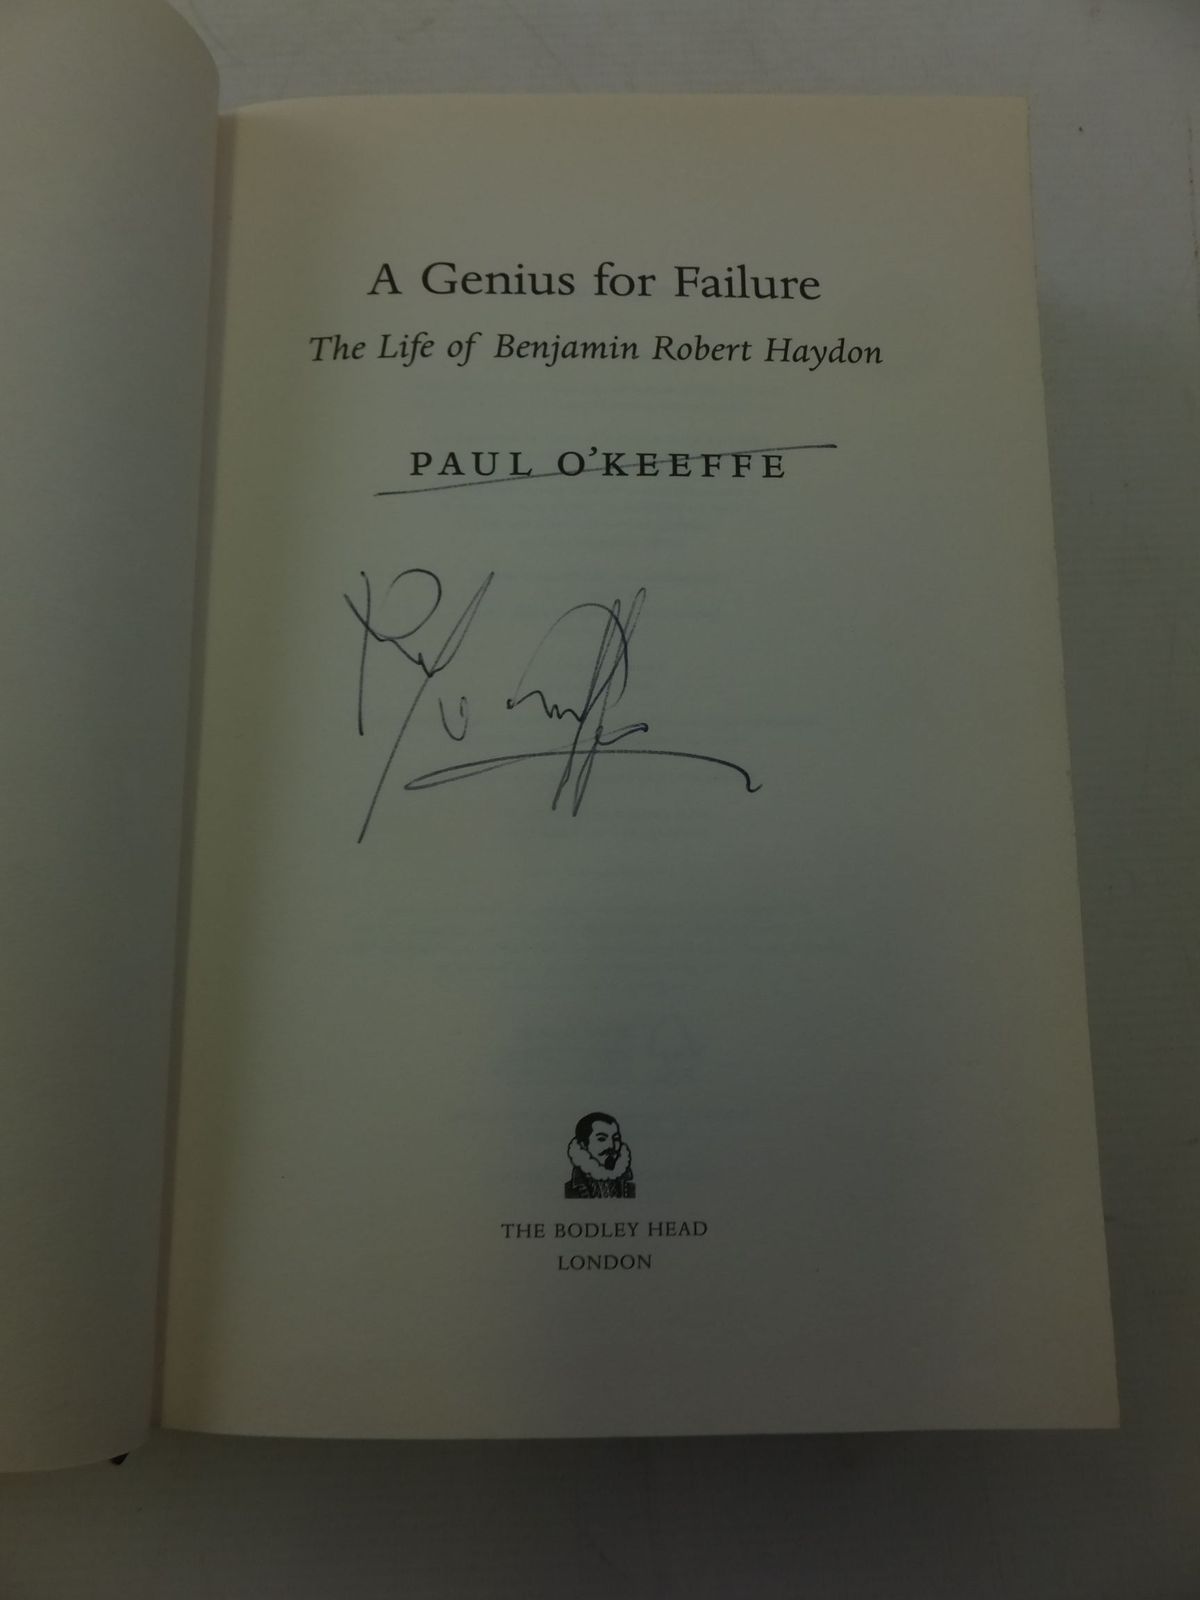 A Genius for Failure
The Life of Benjamin Robert Haydon
PAUL O'KEEFFE
THE BODLEY HEAD
LONDON